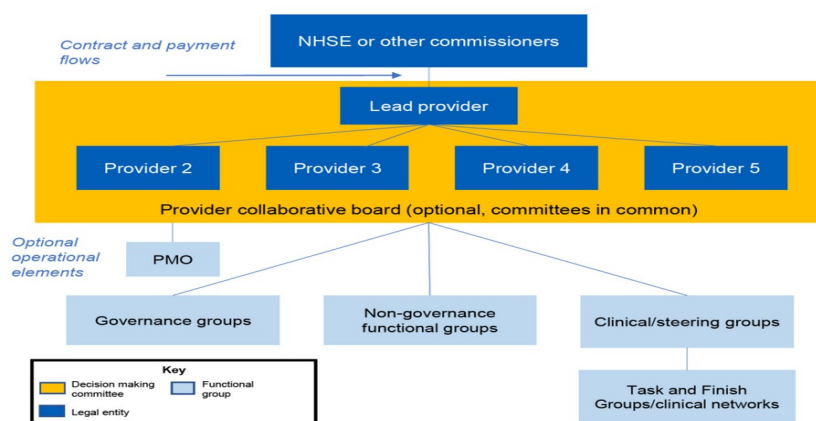 NHSE or other commissioners
Contract and payment
flows
Lead provider
Provider 2
Provider 3
Provider 4
Provider 5
Provider collaborative board (optional, committees in common)
Optional
operational
elements
PMO
Governance groups
Non-governance
functional groups
Clinical/steering groups
Task and Finish
Groups/clinical networks
Key
Decision making
committee
Functional
group
Legal entity